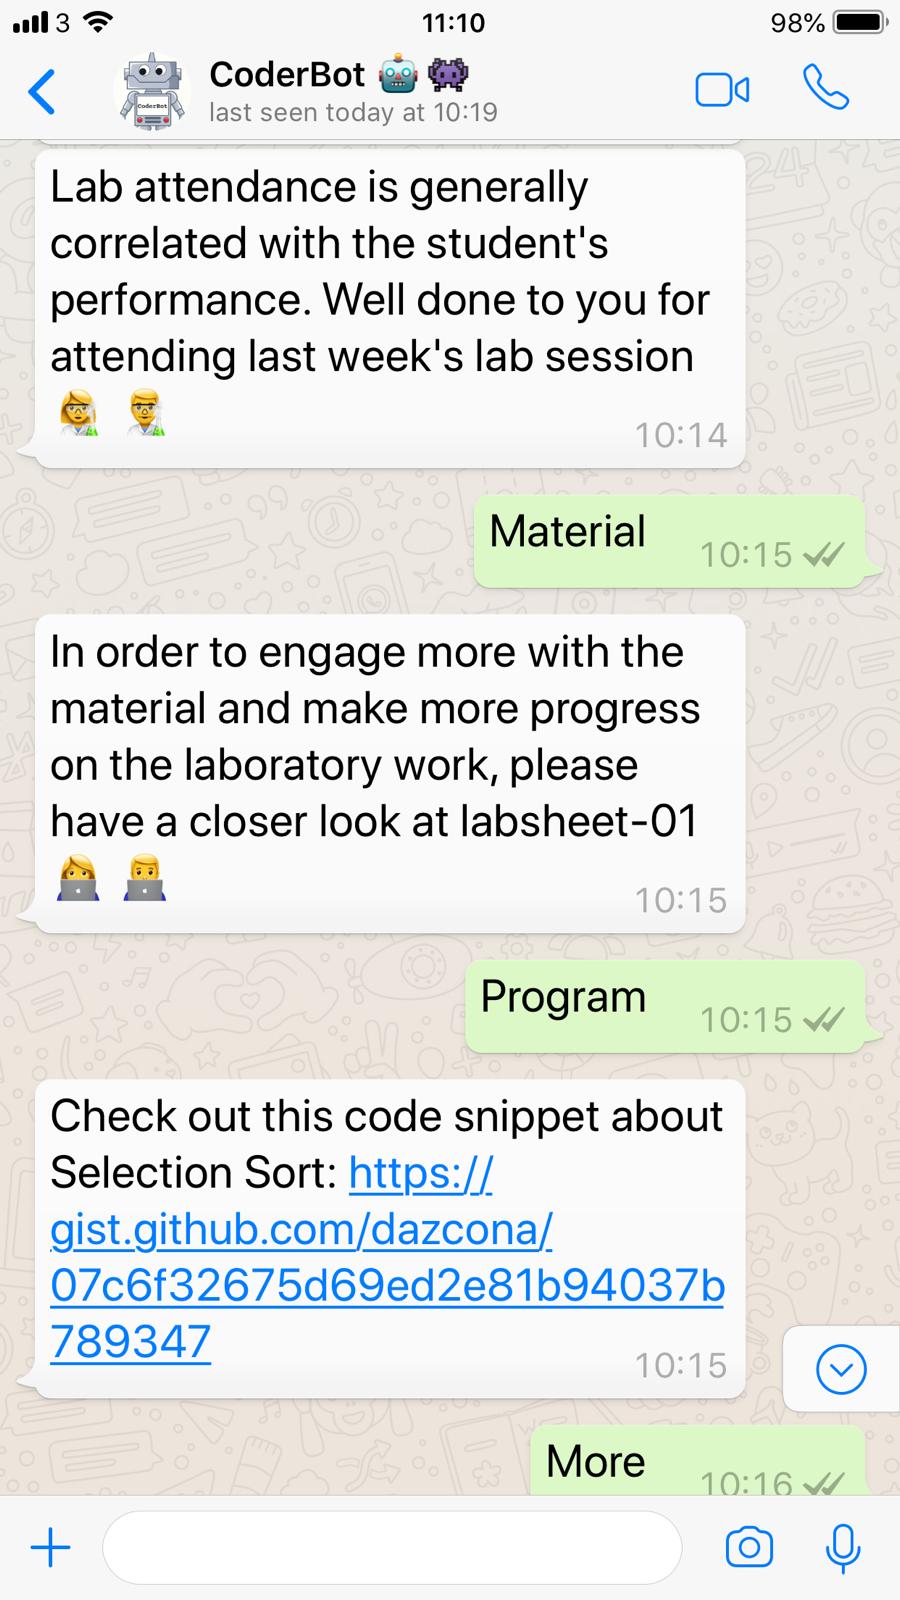 3 11:10 98%
CoderBot 🤖 👾
last seen today at 10:19
CoderBot
Lab attendance is generally
correlated with the student's
performance. Well done to you for
attending last week's lab session
👩‍🔬 👨‍🔬 10:14
Material 10:15
In order to engage more with the
material and make more progress
on the laboratory work, please
have a closer look at labsheet-01
👩‍💻 👨‍💻 10:15
Program 10:15
Check out this code snippet about
Selection Sort: https://
gist.github.com/dazcona/
07c6f32675d69ed2e81b94037b
789347 10:15
More 10:16